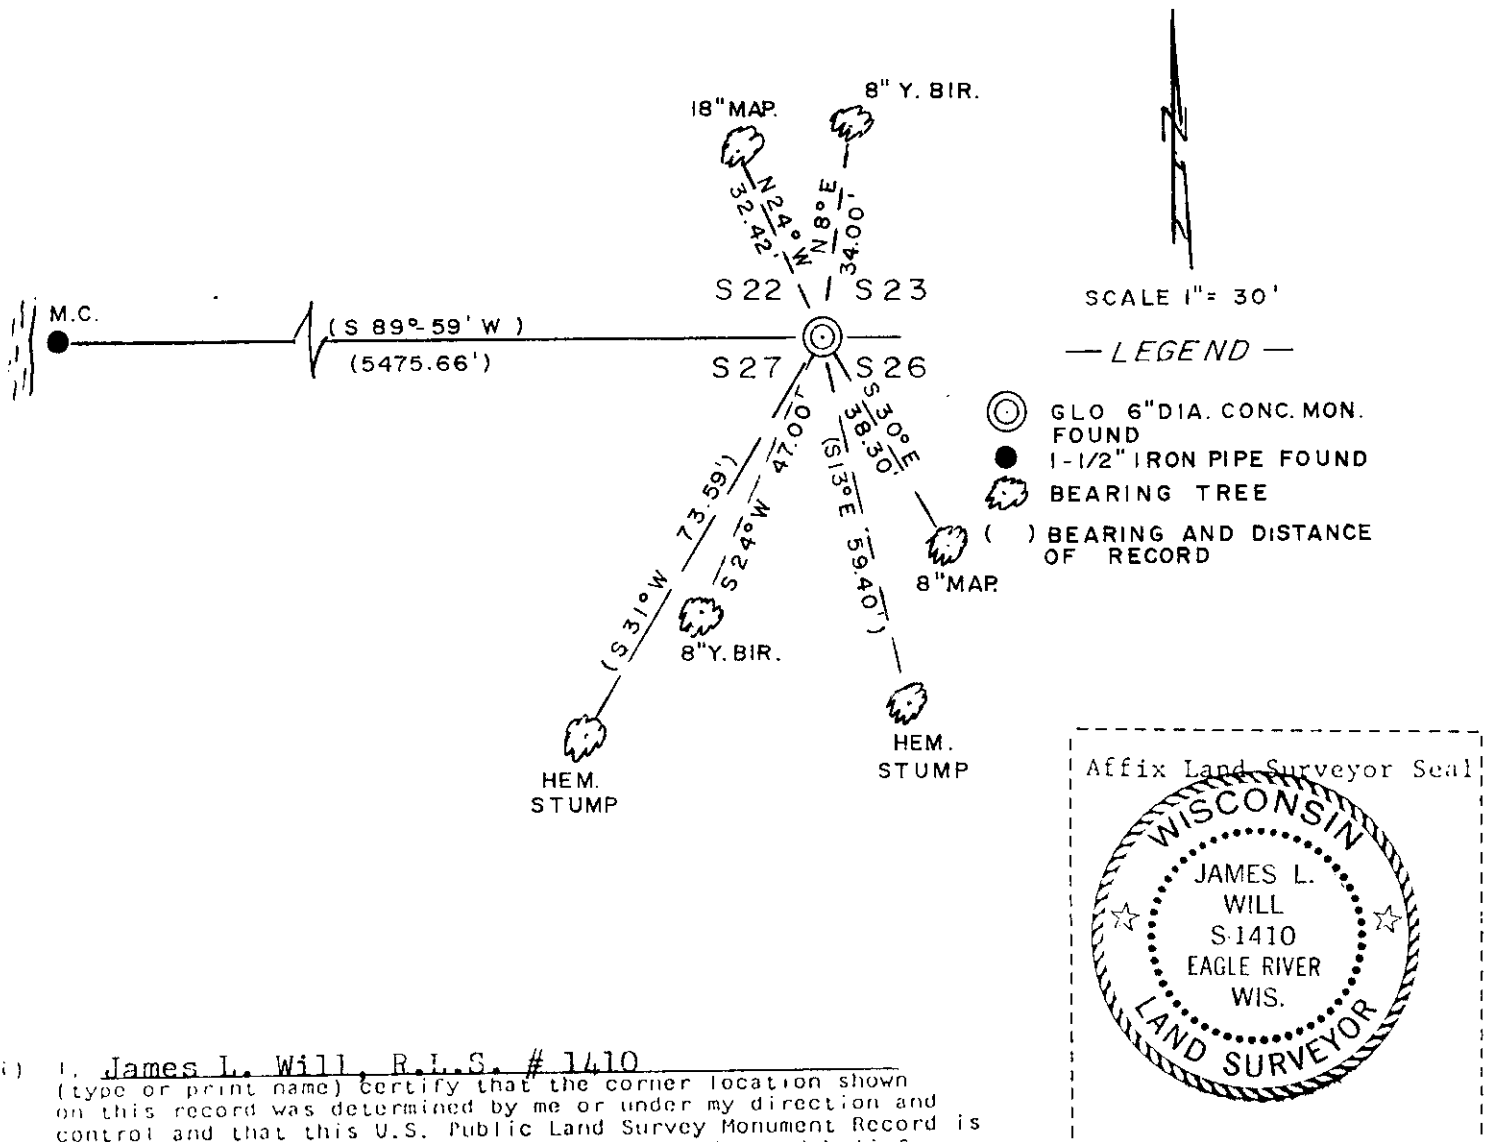 18" MAP.
8" Y. BIR.
N24°W
32.42'
N8°E
34.00'
S22
S23
M.C.
(S 89°-59' W)
(5475.66')
S27
S26
SCALE 1"= 30'
— LEGEND —
GLO 6" DIA. CONC. MON.
FOUND
1-1/2" IRON PIPE FOUND
BEARING TREE
( ) BEARING AND DISTANCE
OF RECORD
S 30°E
38.30'
(S13°E 59.40')
S24°W 47.00'
(S31°W 73.59')
8" MAP.
8" Y. BIR.
HEM.
STUMP
HEM.
STUMP
Affix Land Surveyor Seal
WISCONSIN
JAMES L.
WILL
S-1410
EAGLE RIVER
WIS.
LAND SURVEYOR
I, James L. Will, R.L.S. # 1410
(type or print name) certify that the corner location shown
on this record was determined by me or under my direction and
control and that this U.S. Public Land Survey Monument Record is